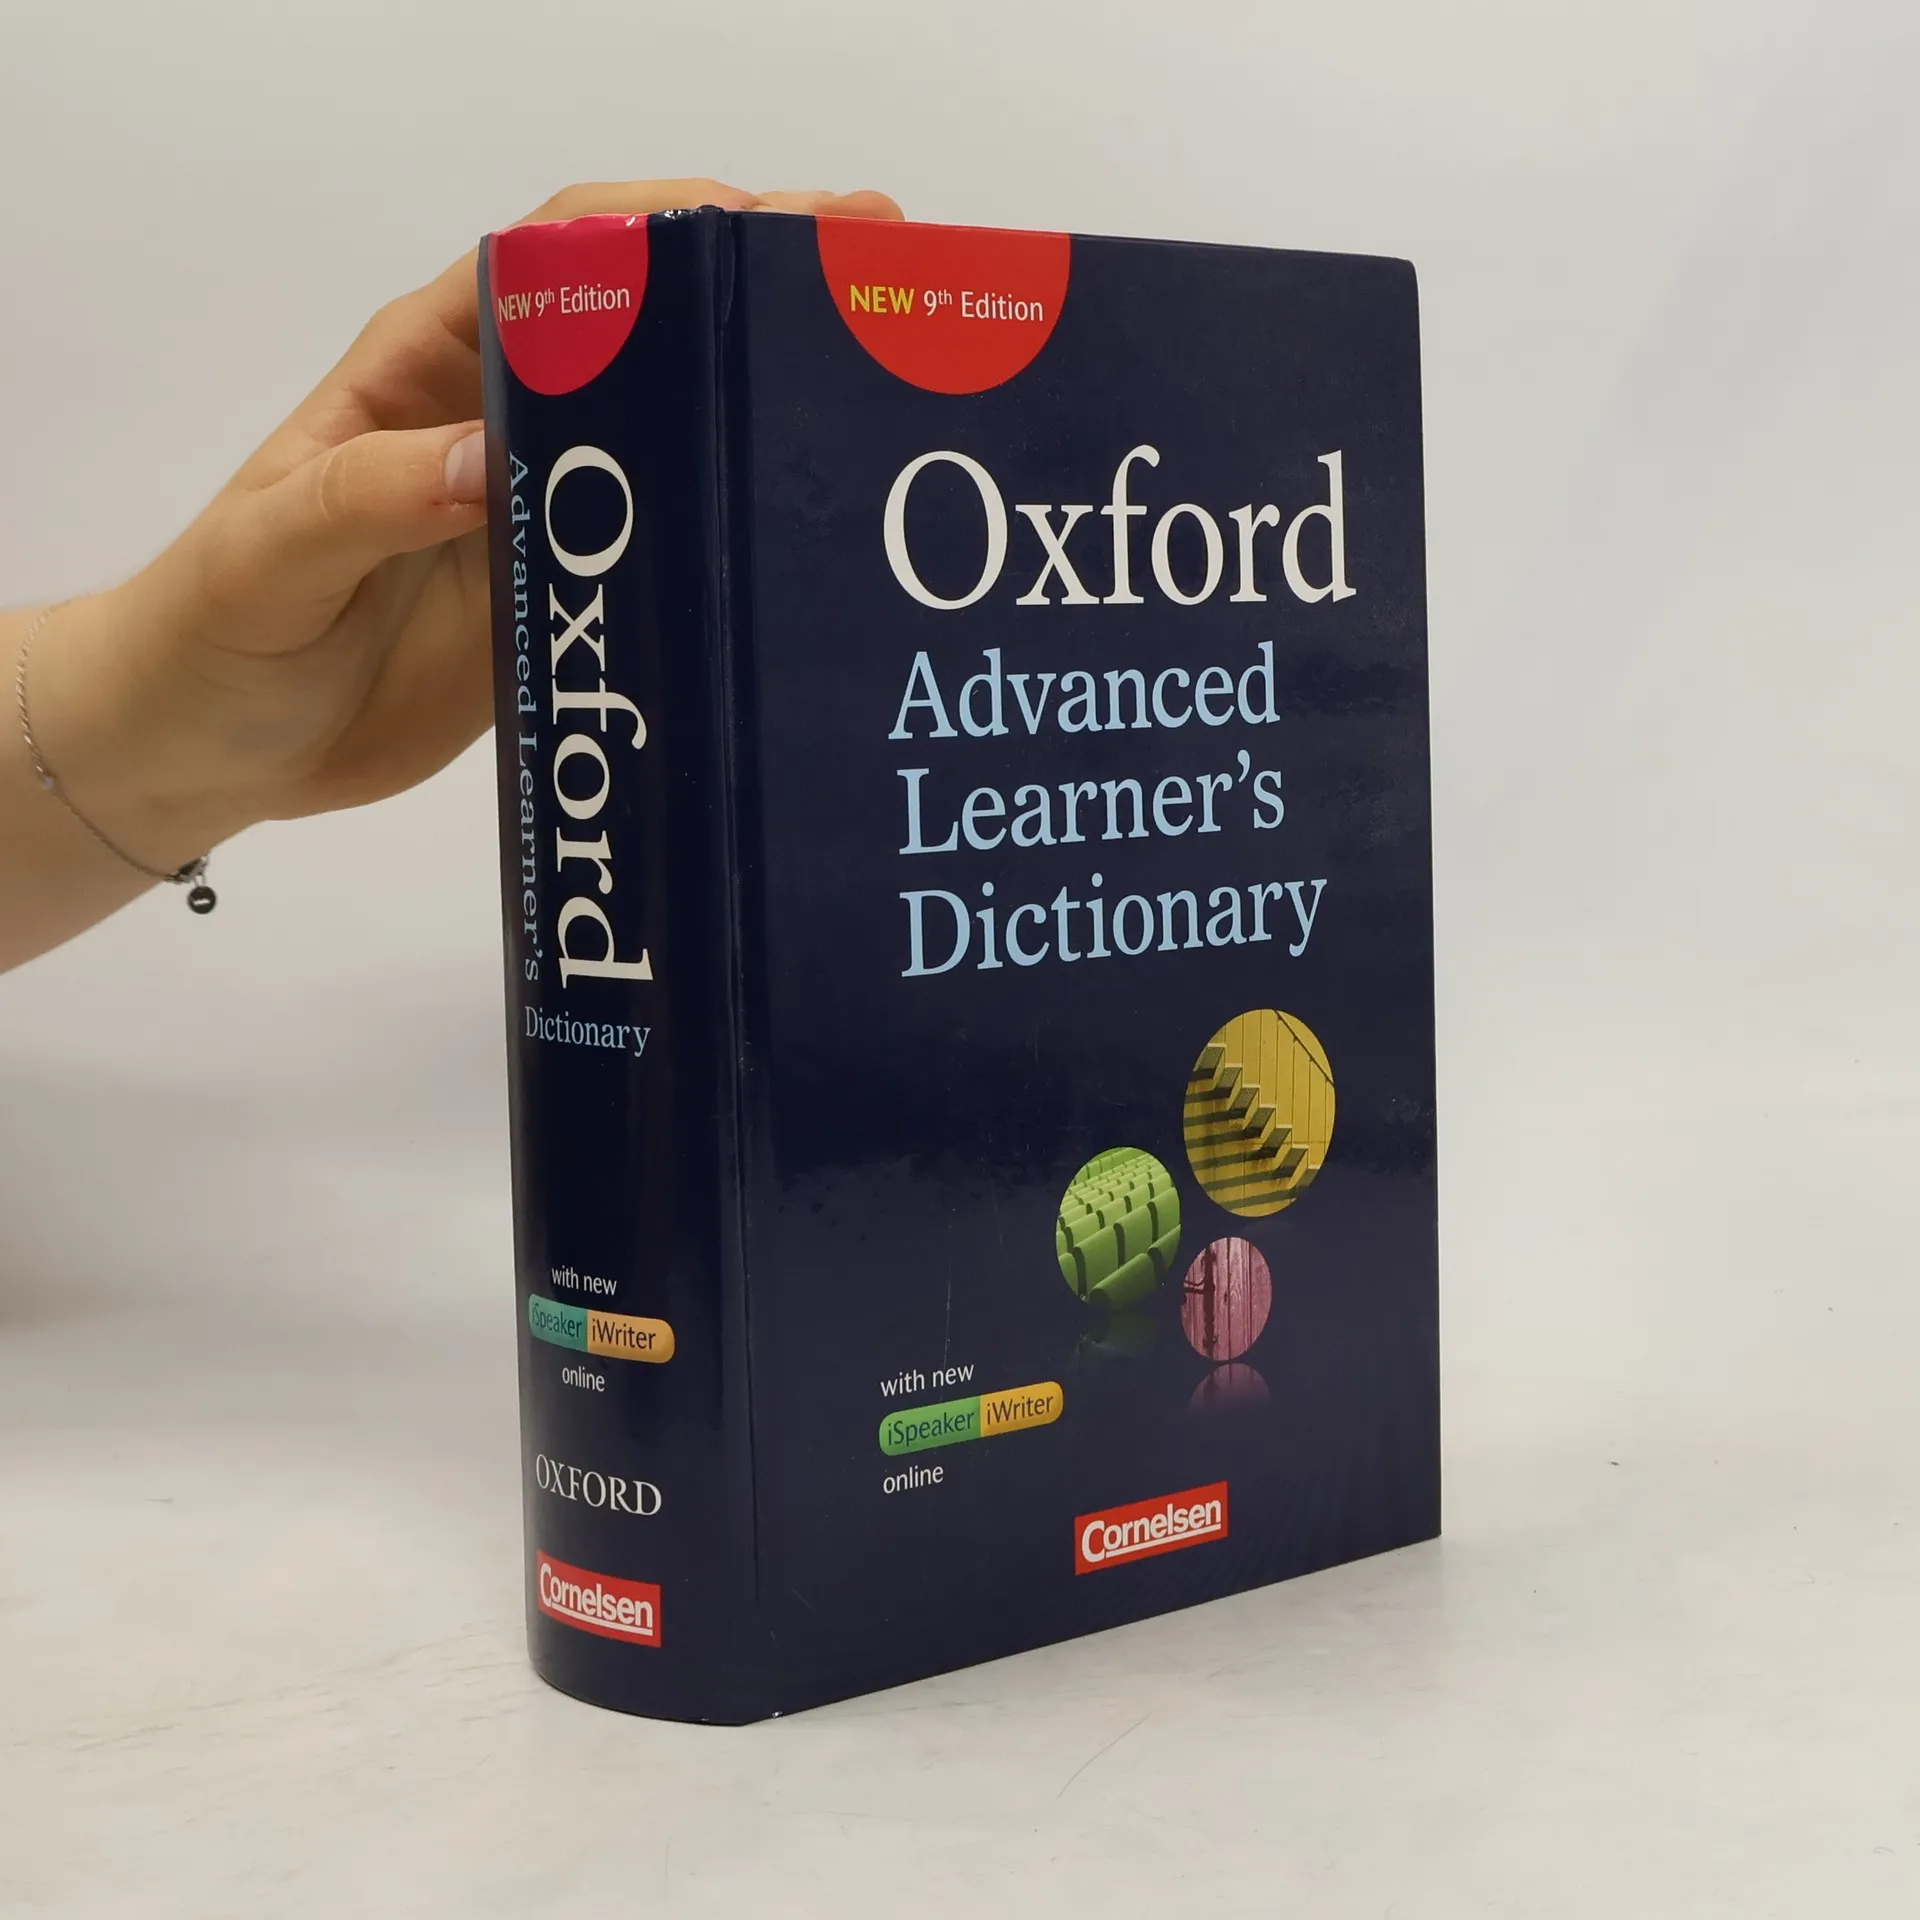 NEW 9th Edition
Oxford
Advanced Learner's
Dictionary
with new
iSpeaker iWriter
online
OXFORD
Cornelsen
NEW 9th Edition
Oxford
Advanced
Learner's
Dictionary
with new
iSpeaker iWriter
online
Cornelsen